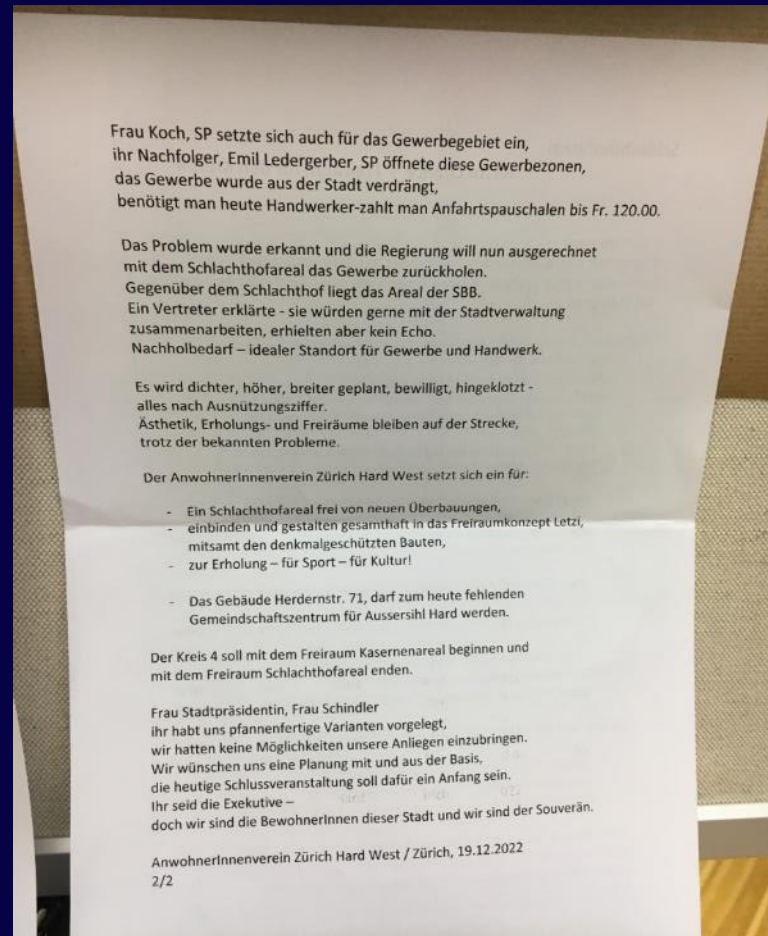 Frau Koch, SP setzte sich auch für das Gewerbegebiet ein,
ihr Nachfolger, Emil Ledergerber, SP öffnete diese Gewerbezonen,
das Gewerbe wurde aus der Stadt verdrängt,
benötigt man heute Handwerker-zahlt man Anfahrtspauschalen bis Fr. 120.00.
Das Problem wurde erkannt und die Regierung will nun ausgerechnet
mit dem Schlachthofareal das Gewerbe zurückholen.
Gegenüber dem Schlachthof liegt das Areal der SBB.
Ein Vertreter erklärte - sie würden gerne mit der Stadtverwaltung
zusammenarbeiten, erhielten aber kein Echo.
Nachholbedarf – idealer Standort für Gewerbe und Handwerk.
Es wird dichter, höher, breiter geplant, bewilligt, hingeklotzt -
alles nach Ausnützungsziffer.
Ästhetik, Erholungs- und Freiräume bleiben auf der Strecke,
trotz der bekannten Probleme.
Der AnwohnerInnenverein Zürich Hard West setzt sich ein für:
- Ein Schlachthofareal frei von neuen Überbauungen,
- einbinden und gestalten gesamthaft in das Freiraumkonzept Letzi,
mitsamt den denkmalgeschützten Bauten,
- zur Erholung – für Sport – für Kultur!
- Das Gebäude Herdernstr. 71, darf zum heute fehlenden
Gemeindschaftszentrum für Aussersihl Hard werden.
Der Kreis 4 soll mit dem Freiraum Kasernenareal beginnen und
mit dem Freiraum Schlachthofareal enden.
Frau Stadtpräsidentin, Frau Schindler
ihr habt uns pfannenfertige Varianten vorgelegt,
wir hatten keine Möglichkeiten unsere Anliegen einzubringen.
Wir wünschen uns eine Planung mit und aus der Basis,
die heutige Schlussveranstaltung soll dafür ein Anfang sein.
Ihr seid die Exekutive –
doch wir sind die BewohnerInnen dieser Stadt und wir sind der Souverän.
AnwohnerInnenverein Zürich Hard West / Zürich, 19.12.2022
2/2